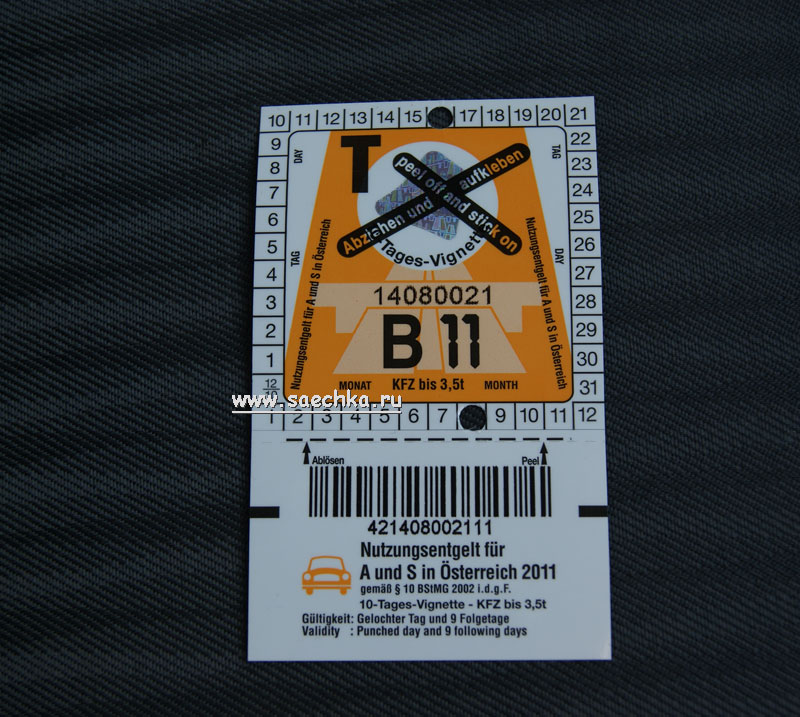 10 11 12 13 14 15 17 18 19 20 21
9 DAY T TAG 22
8 23
7 24
6 25
5 TAG DAY 26
4 27
3 28
2 29
1 30
12/10 31
Abziehen und aufkleben
peel off and stick on
Tages-Vignette
Nutzungsentgelt für A und S in Österreich
Nutzungsentgelt für A und S in Österreich
14080021
B 11
MONAT KFZ bis 3,5t MONTH
www.saechka.ru
1 2 3 4 5 6 7 9 10 11 12
Ablösen Peel
421408002111
Nutzungsentgelt für
A und S in Österreich 2011
gemäß § 10 BStMG 2002 i.d.g.F.
10-Tages-Vignette - KFZ bis 3,5t
Gültigkeit: Gelochter Tag und 9 Folgetage
Validity : Punched day and 9 following days